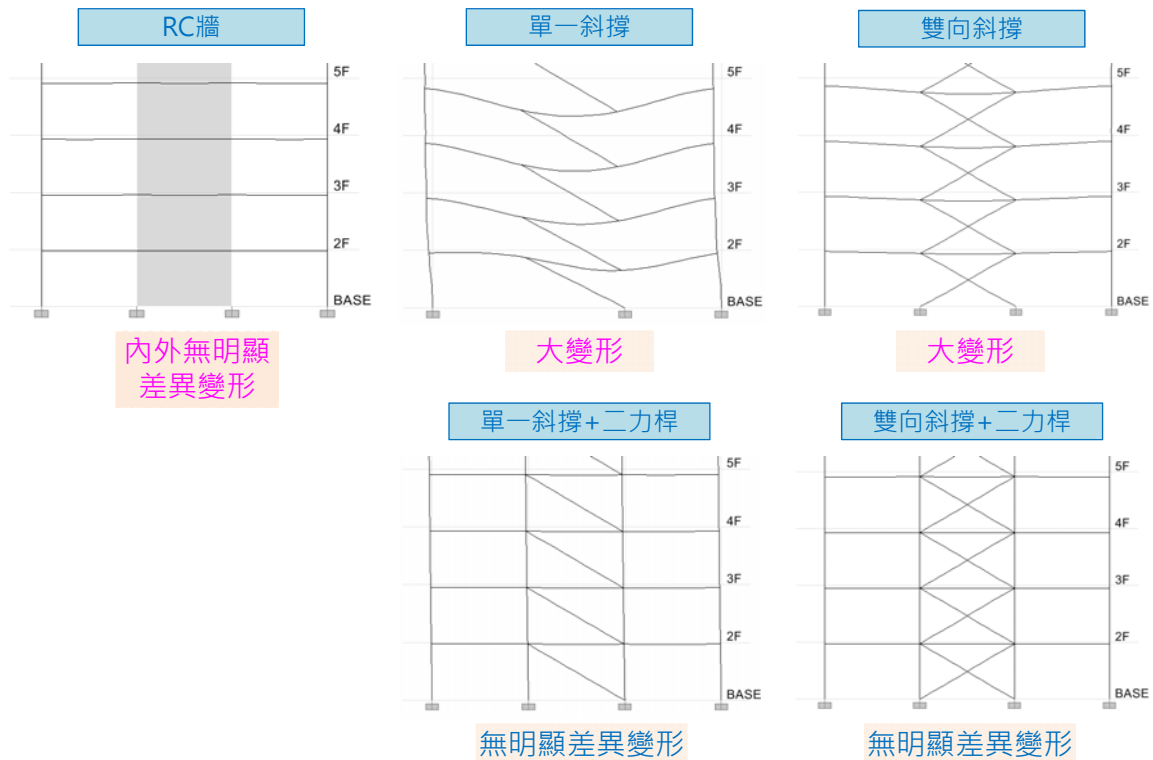 RC牆
單一斜撐
雙向斜撐
5F
4F
3F
2F
BASE
5F
4F
3F
2F
BASE
5F
4F
3F
2F
BASE
內外無明顯
差異變形
大變形
大變形
單一斜撐+二力桿
雙向斜撐+二力桿
5F
4F
3F
2F
BASE
5F
4F
3F
2F
BASE
無明顯差異變形
無明顯差異變形